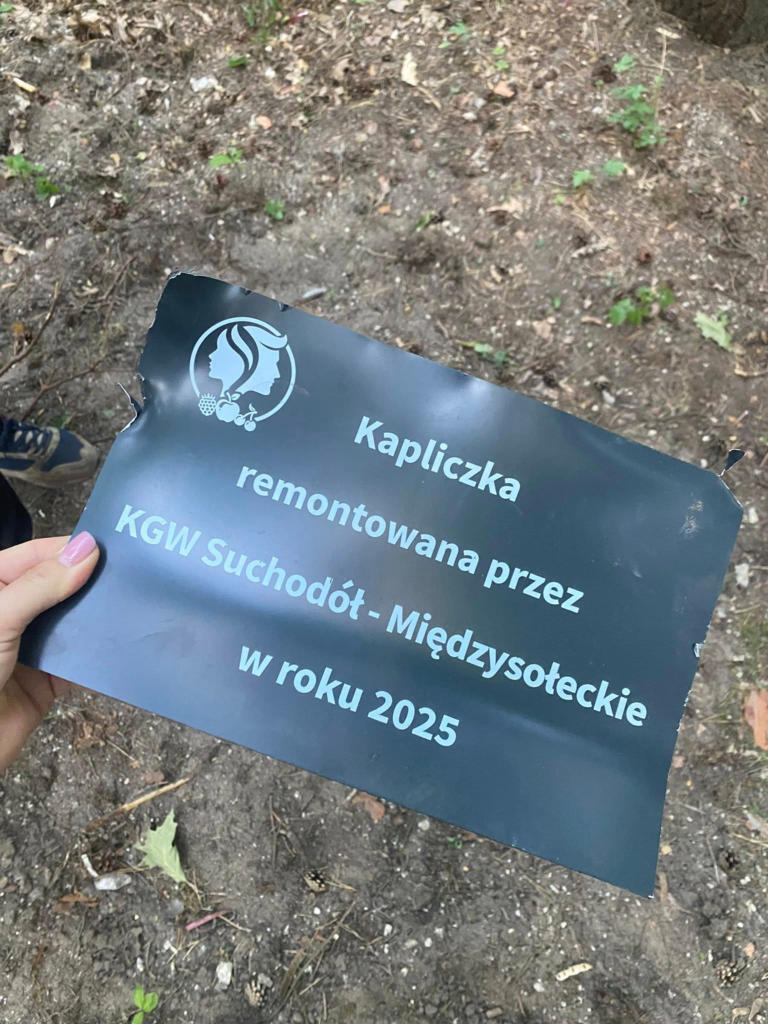 Kapliczka
remontowana przez
KGW Suchodół - Międzysołeckie
w roku 2025